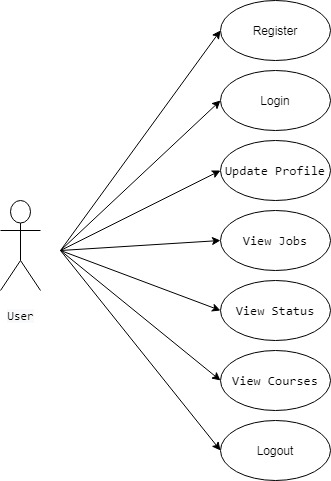 Register
Login
Update Profile
View Jobs
User
View Status
View Courses
Logout